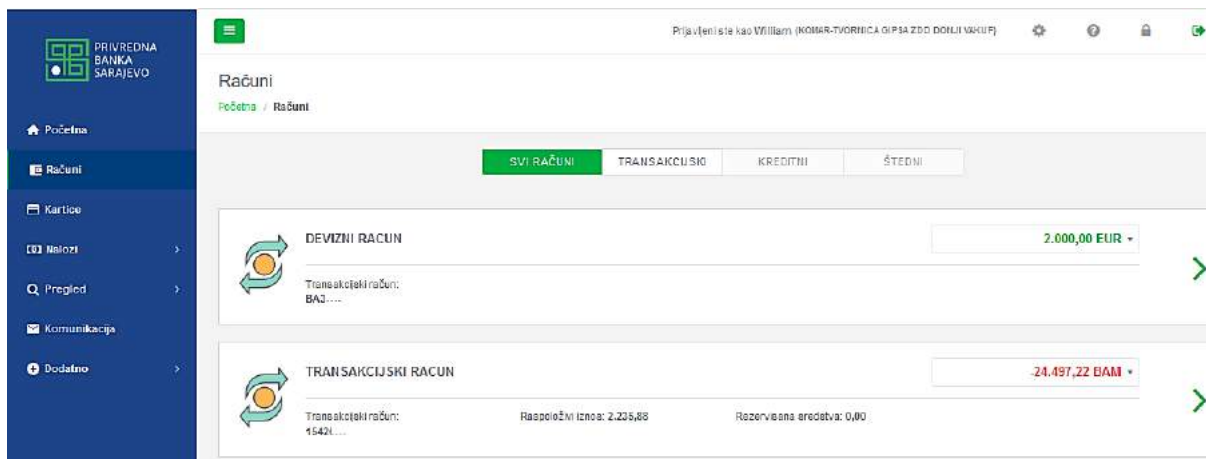 PRIVREDNA
BANKA
SARAJEVO
Prijavljeni ste kao William (KOMAR-TVORNICA GIPSA ZDD DONJI VAKUF)
Računi
Početna / Računi
Početna
Računi
Kartice
Nalozi
Pregled
Komunikacija
Dodatno
SVI RAČUNI
TRANSAKCIJSKI
KREDITNI
ŠTEDNI
DEVIZNI RACUN
2.000,00 EUR
Transakcijski račun:
TRANSAKCIJSKI RACUN
-24.497,22 BAM
Transakcijski račun:
Raspoloživi iznos: 2.235,88
Rezervisana sredstva: 0,00